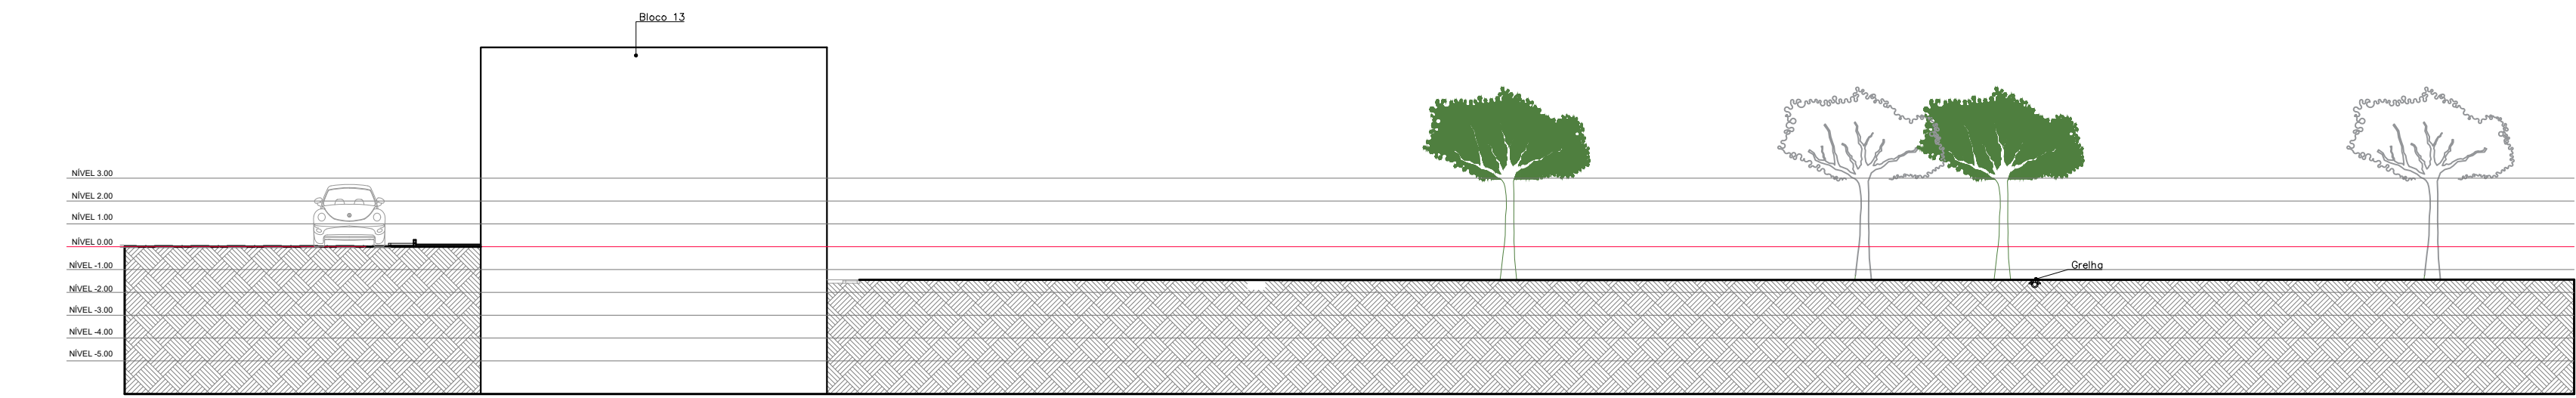 Bloco 13
NÍVEL 3.00
NÍVEL 2.00
NÍVEL 1.00
NÍVEL 0.00
NÍVEL -1.00
Grelha
NÍVEL -2.00
NÍVEL -3.00
NÍVEL -4.00
NÍVEL -5.00